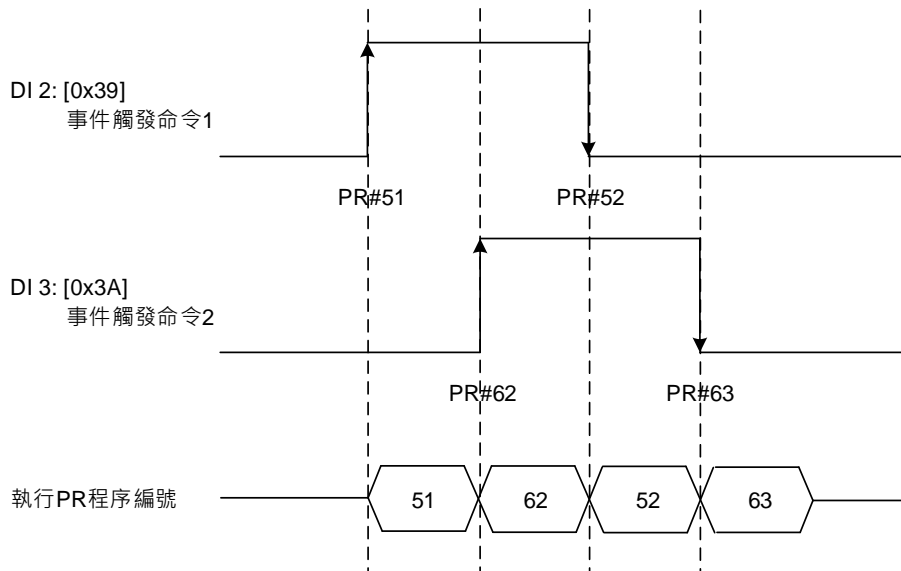 DI 2: [0x39]
事件觸發命令1
PR#51
PR#52
DI 3: [0x3A]
事件觸發命令2
PR#62
PR#63
執行PR程序編號
51
62
52
63